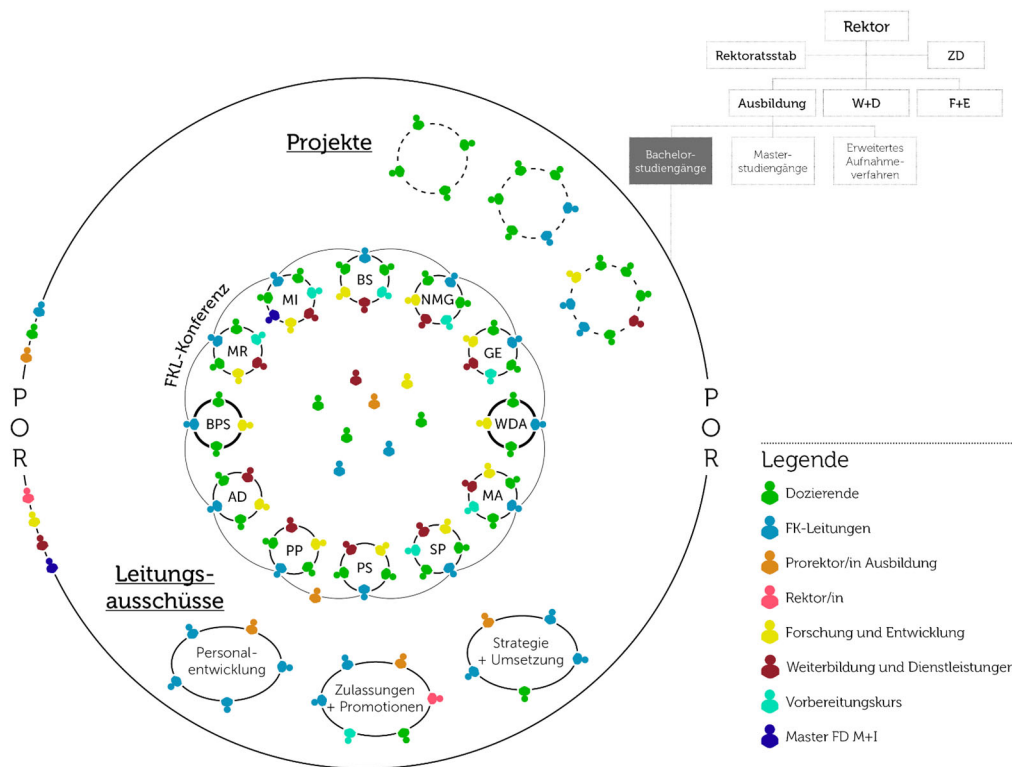 Rektor
Rektoratsstab
ZD
Ausbildung
W+D
F+E
Bachelor-
studiengänge
Master-
studiengänge
Erweitertes
Aufnahme-
verfahren
Projekte
FKL-Konferenz
BS
MI
NMG
MR
GE
BPS
WDA
AD
MA
PP
PS
SP
P
O
R
P
O
R
Leitungs-
ausschüsse
Personal-
entwicklung
Zulassungen
+ Promotionen
Strategie
+ Umsetzung
Legende
Dozierende
FK-Leitungen
Prorektor/in Ausbildung
Rektor/in
Forschung und Entwicklung
Weiterbildung und Dienstleistungen
Vorbereitungskurs
Master FD M+I